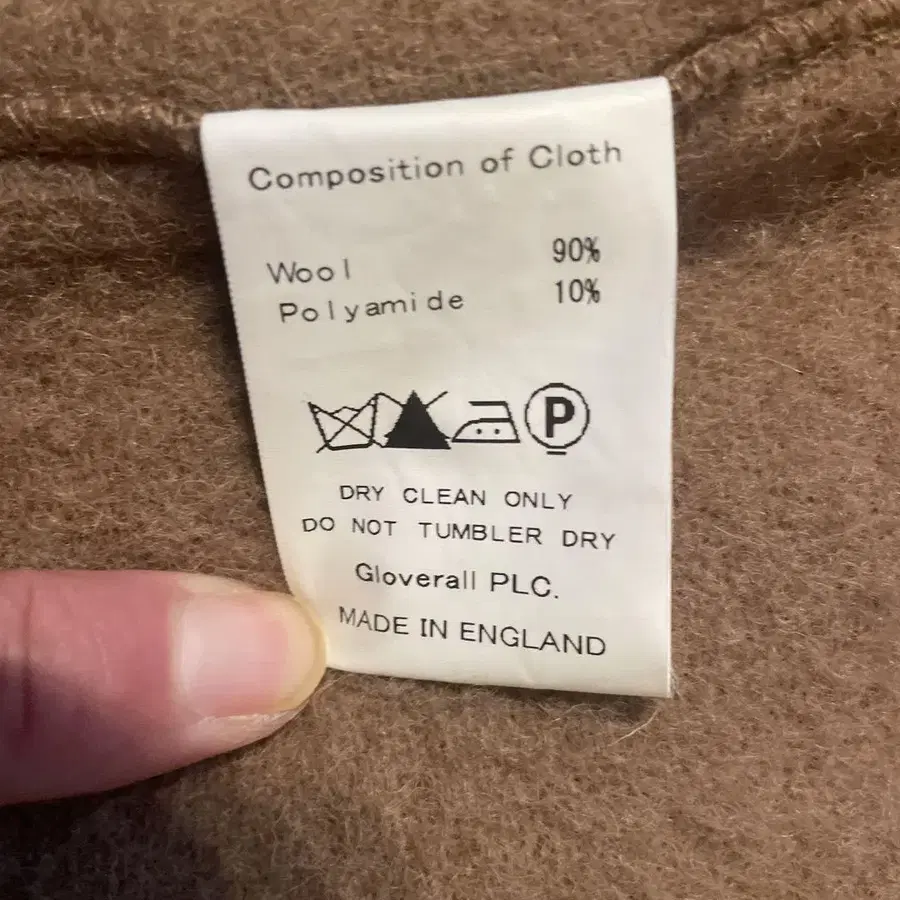 Composition of Cloth
Wool 90%
Polyamide 10%
P
DRY CLEAN ONLY
DO NOT TUMBLER DRY
Gloverall PLC.
MADE IN ENGLAND